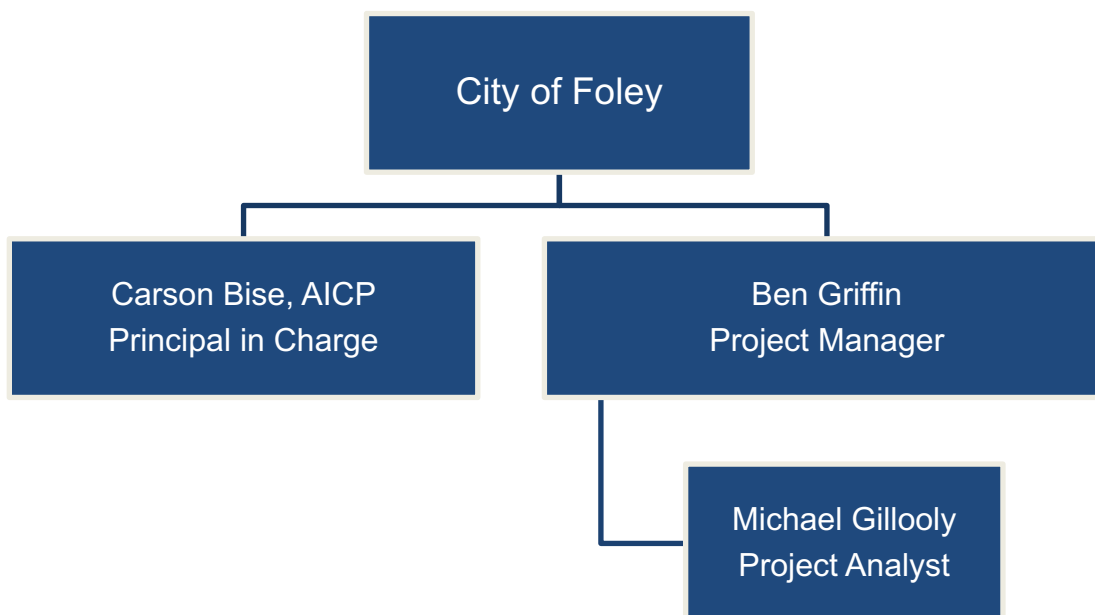 City of Foley
Carson Bise, AICP
Principal in Charge
Ben Griffin
Project Manager
Michael Gillooly
Project Analyst